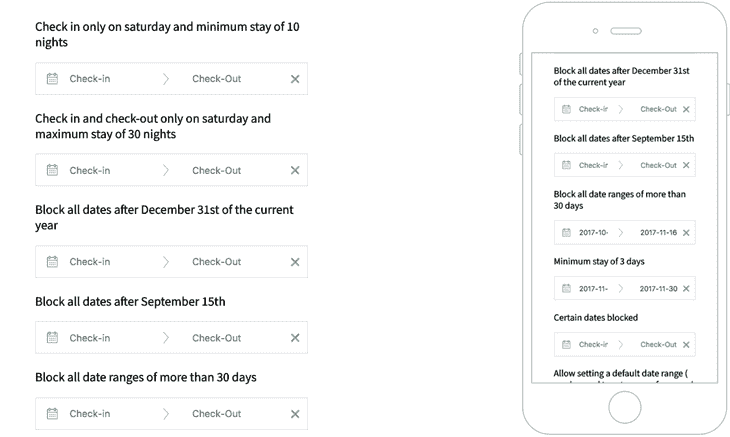 Check in only on saturday and minimum stay of 10
nights
Check-in Check-Out
Check in and check-out only on saturday and
maximum stay of 30 nights
Check-in Check-Out
Block all dates after December 31st of the current
year
Check-in Check-Out
Block all dates after September 15th
Check-in Check-Out
Block all date ranges of more than 30 days
Check-in Check-Out
Block all dates after December 31st
of the current year
Check-ir Check-Out
Block all dates after September 15th
Check-ir Check-Out
Block all date ranges of more than
30 days
2017-10- 2017-11-16
Minimum stay of 3 days
2017-11- 2017-11-30
Certain dates blocked
Check-ir Check-Out
Allow setting a default date range (